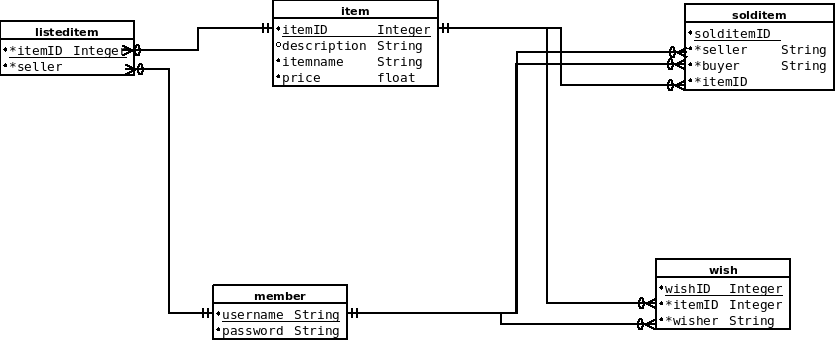 listeditem
*itemID Integer
*seller
item
itemID Integer
description String
itemname String
price float
solditem
solditemID
*seller String
*buyer String
*itemID
member
username String
password String
wish
wishID Integer
*itemID Integer
*wisher String